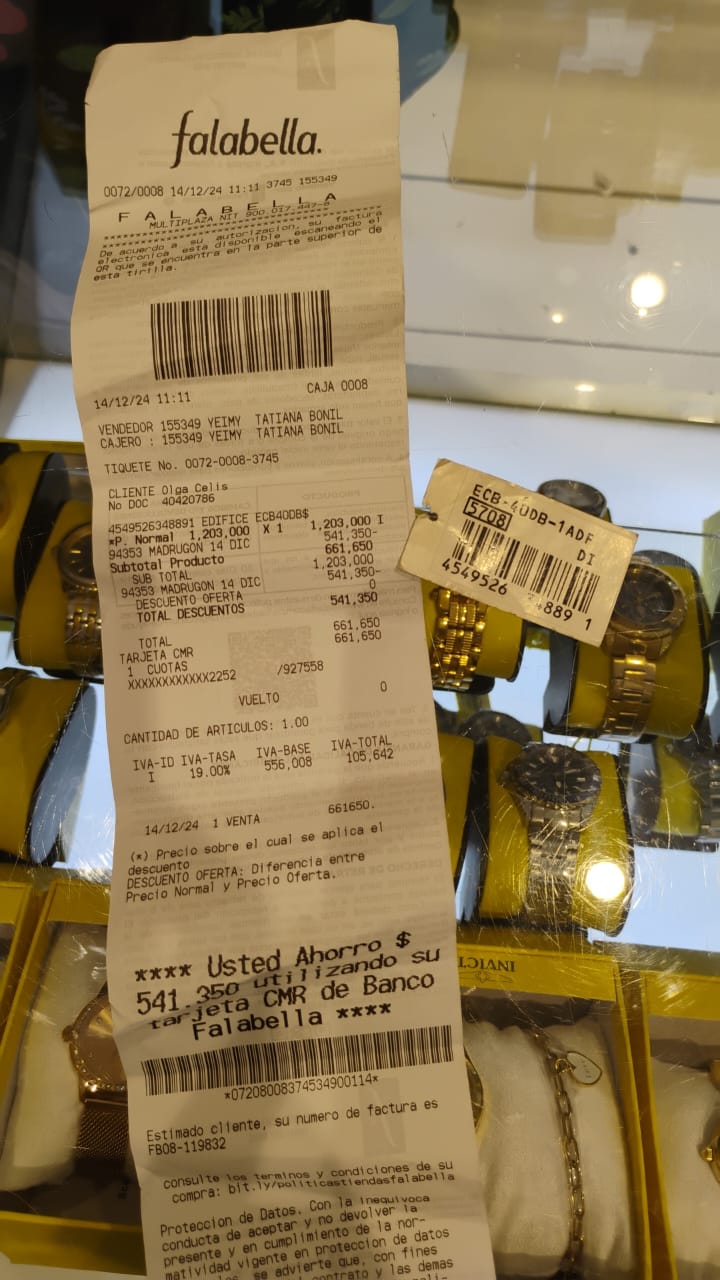 falabella.
0072/0008 14/12/24 11:11 3745 155349
F A L A B E L L A
MULTIPLAZA NIT 900.017.447-8
****************************************
****************************************
De acuerdo a su autorizacion, su factura
electronica esta disponible escaneando el
QR que se encuentra en la parte superior de
esta tirilla.
14/12/24 11:11 CAJA 0008
VENDEDOR 155349 YEIMY TATIANA BONIL
CAJERO : 155349 YEIMY TATIANA BONIL
TIQUETE No. 0072-0008-3745
CLIENTE Olga Celis
No DOC 40420786
4549526348891 EDIFICE ECB40DB$
*P. Normal 1,203,000 X 1 1,203,000 I
94353 MADRUGON 14 DIC 541,350-
Subtotal Producto 661,650
SUB TOTAL 1,203,000
94353 MADRUGON 14 DIC 541,350-
DESCUENTO OFERTA 0
TOTAL DESCUENTOS 541,350
TOTAL 661,650
TARJETA CMR 661,650
1 CUOTAS
XXXXXXXXXXXX2252 /927558
VUELTO 0
CANTIDAD DE ARTICULOS: 1.00
IVA-ID IVA-TASA IVA-BASE IVA-TOTAL
I 19.00% 556,008 105,642
14/12/24 1 VENTA 661650.
(*) Precio sobre el cual se aplica el
descuento
DESCUENTO OFERTA: Diferencia entre
Precio Normal y Precio Oferta.
**** Usted Ahorro $
541.350 utilizando su
tarjeta CMR de Banco
Falabella ****
*07208008374534900114*
Estimado cliente, su numero de factura es
FB08-119832
consulte los terminos y condiciones de su
compra: bit.ly/politicastiendasfalabella
Proteccion de Datos. Con la inequivoca
conducta de aceptar y no devolver la
presente y en cumplimiento de la nor-
matividad vigente en proteccion de datos
se advierte que, con fines
contrato y las demas
ECB-40DB-1ADF
5708 DI
4549526 889 1
INVICT